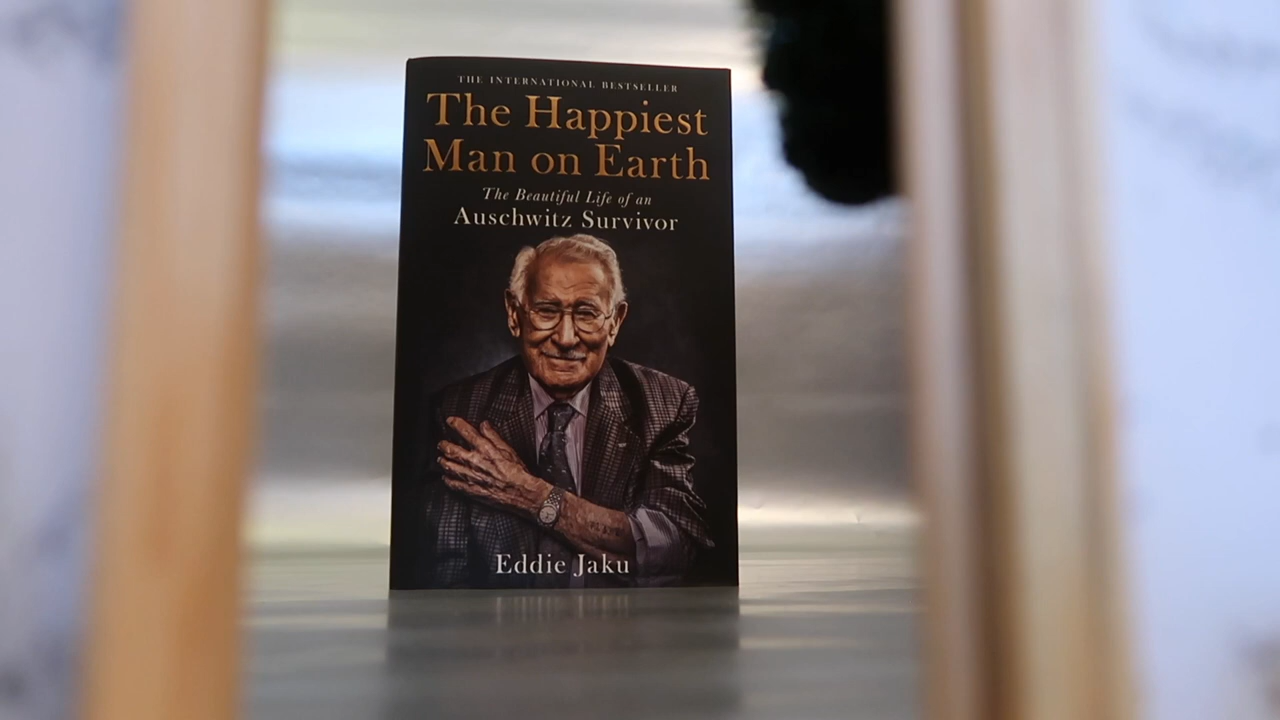 THE INTERNATIONAL BESTSELLER
The Happiest
Man on Earth
The Beautiful Life of an
Auschwitz Survivor
Eddie Jaku